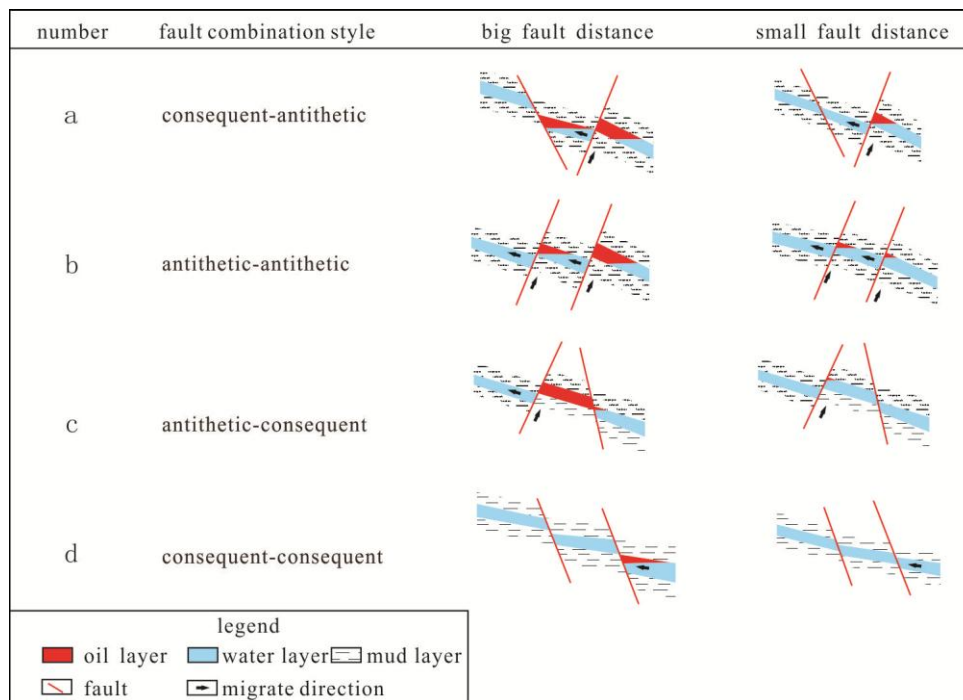 number fault combination style big fault distance small fault distance
a consequent-antithetic
b antithetic-antithetic
c antithetic-consequent
d consequent-consequent
legend
oil layer water layer mud layer
fault migrate direction